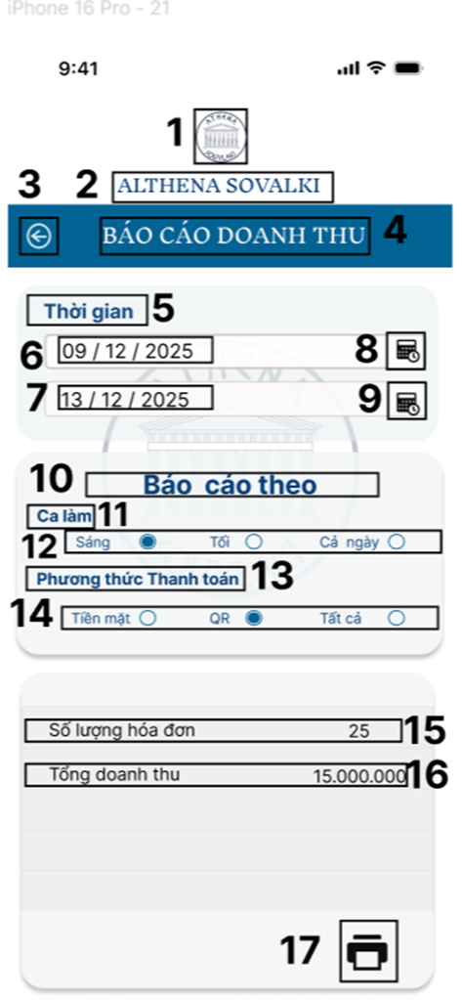 iPhone 16 Pro - 21
9:41
1
ATHENA
SOUVLAKI
3 2 ALTHENA SOVALKI
BÁO CÁO DOANH THU 4
Thời gian 5
6 09 / 12 / 2025 8
7 13 / 12 / 2025 9
10 Báo cáo theo
Ca làm 11
12 Sáng Tối Cả ngày
Phương thức Thanh toán 13
14 Tiền mặt QR Tất cả
Số lượng hóa đơn 25 15
Tổng doanh thu 15.000.000 16
17